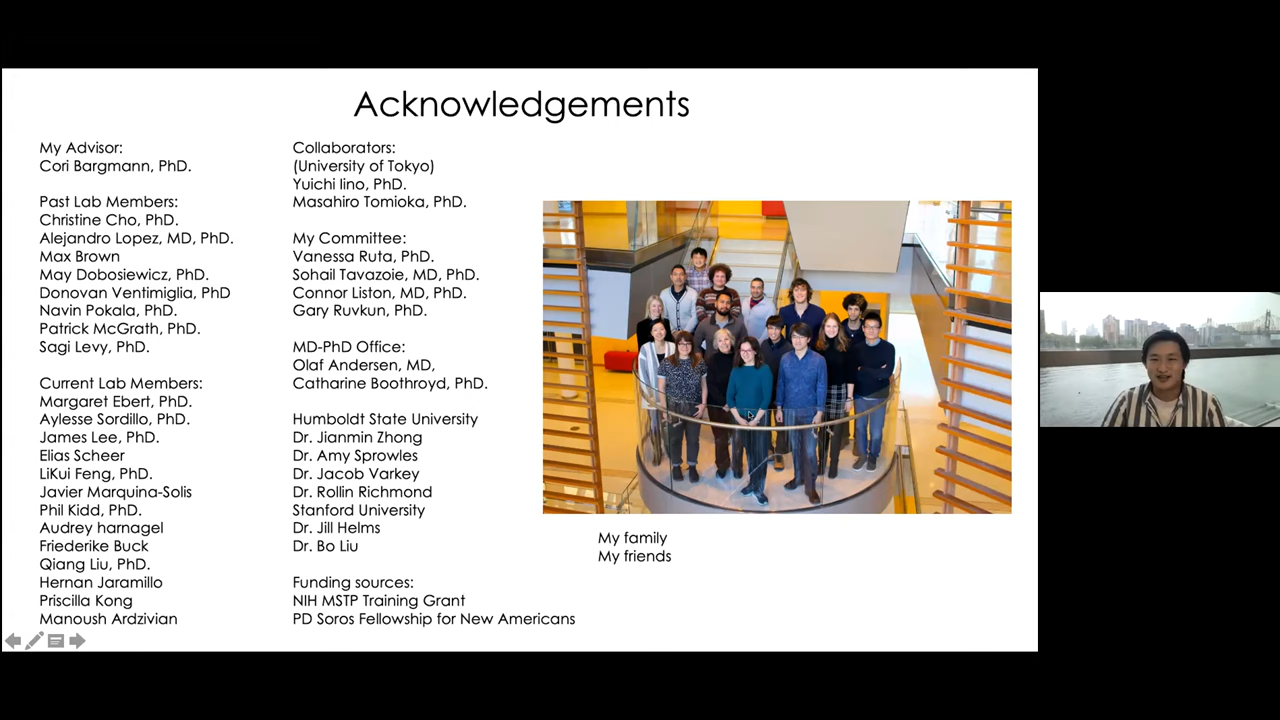 Acknowledgements
My Advisor:
Cori Bargmann, PhD.
Past Lab Members:
Christine Cho, PhD.
Alejandro Lopez, MD, PhD.
Max Brown
May Dobosiewicz, PhD.
Donovan Ventimiglia, PhD
Navin Pokala, PhD.
Patrick McGrath, PhD.
Sagi Levy, PhD.
Current Lab Members:
Margaret Ebert, PhD.
Aylesse Sordillo, PhD.
James Lee, PhD.
Elias Scheer
LiKui Feng, PhD.
Javier Marquina-Solis
Phil Kidd, PhD.
Audrey harnagel
Friederike Buck
Qiang Liu, PhD.
Hernan Jaramillo
Priscilla Kong
Manoush Ardzivian
Collaborators:
(University of Tokyo)
Yuichi Iino, PhD.
Masahiro Tomioka, PhD.
My Committee:
Vanessa Ruta, PhD.
Sohail Tavazoie, MD, PhD.
Connor Liston, MD, PhD.
Gary Ruvkun, PhD.
MD-PhD Office:
Olaf Andersen, MD,
Catharine Boothroyd, PhD.
Humboldt State University
Dr. Jianmin Zhong
Dr. Amy Sprowles
Dr. Jacob Varkey
Dr. Rollin Richmond
Stanford University
Dr. Jill Helms
Dr. Bo Liu
Funding sources:
NIH MSTP Training Grant
PD Soros Fellowship for New Americans
My family
My friends